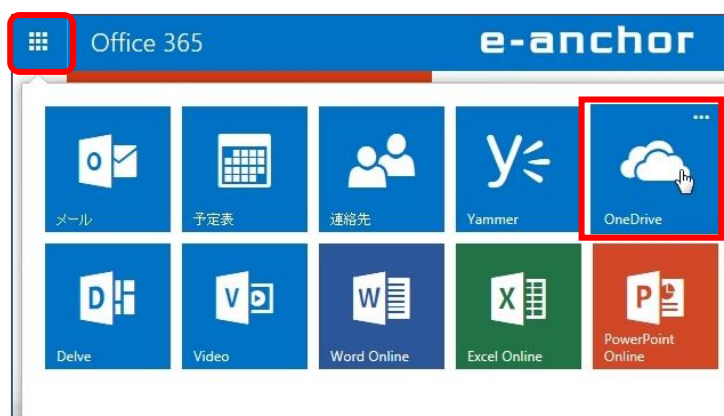 Office 365
e-anchor
メール
予定表
連絡先
Yammer
OneDrive
Delve
Video
Word Online
Excel Online
PowerPoint
Online